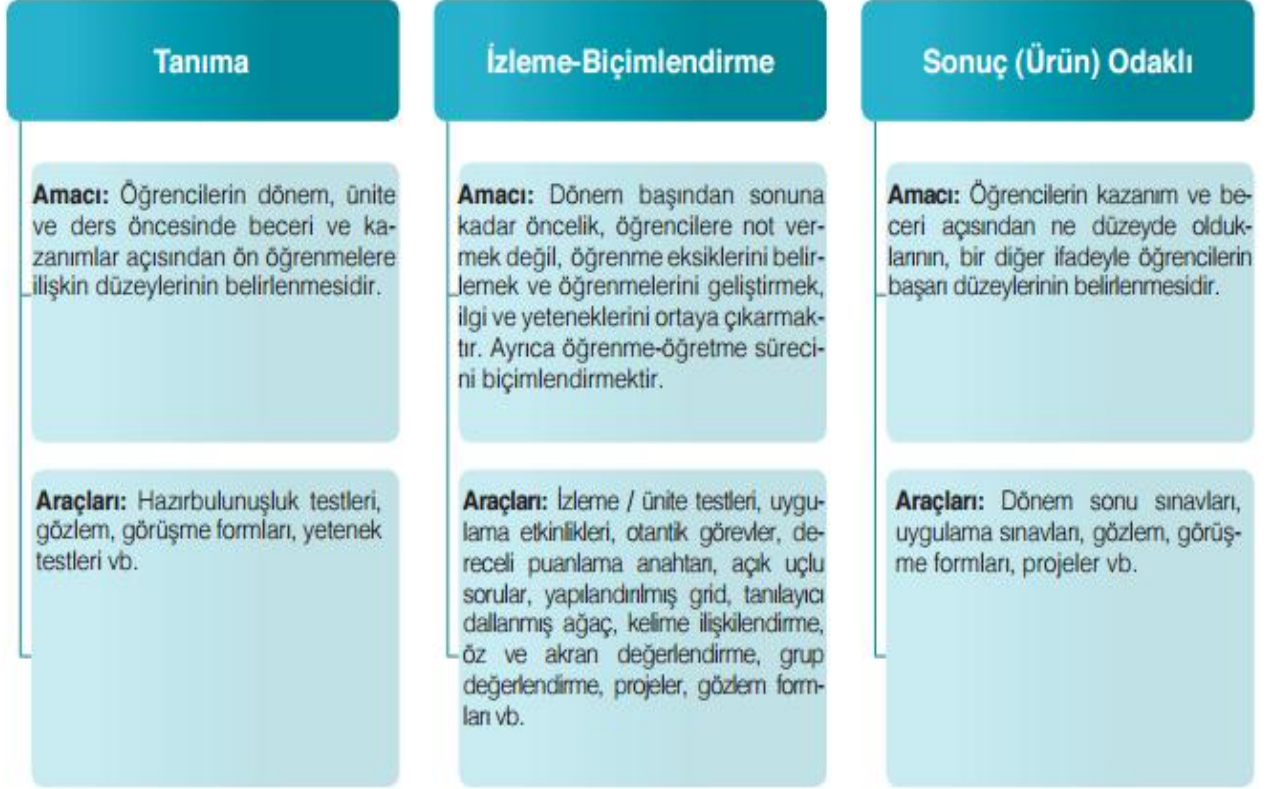 Tanıma
Amacı: Öğrencilerin dönem, ünite
ve ders öncesinde beceri ve ka-
zanımlar açısından ön öğrenmelere
ilişkin düzeylerinin belirlenmesidir.
Araçları: Hazırbulunuşluk testleri,
gözlem, görüşme formları, yetenek
testleri vb.
İzleme-Biçimlendirme
Amacı: Dönem başından sonuna
kadar öncelik, öğrencilere not ver-
mek değil, öğrenme eksiklerini belir-
lemek ve öğrenmelerini geliştirmek,
ilgi ve yeteneklerini ortaya çıkarmak-
tır. Ayrıca öğrenme-öğretme süreci-
ni biçimlendirmektir.
Araçları: İzleme / ünite testleri, uygu-
lama etkinlikleri, otantik görevler, de-
receli puanlama anahtarı, açık uçlu
sorular, yapılandırılmış grid, tanılayıcı
dallanmış ağaç, kelime ilişkilendirme,
öz ve akran değerlendirme, grup
değerlendirme, projeler, gözlem form-
ları vb.
Sonuç (Ürün) Odaklı
Amacı: Öğrencilerin kazanım ve be-
ceri açısından ne düzeyde olduk-
larının, bir diğer ifadeyle öğrencilerin
başarı düzeylerinin belirlenmesidir.
Araçları: Dönem sonu sınavları,
uygulama sınavları, gözlem, görüş-
me formları, projeler vb.